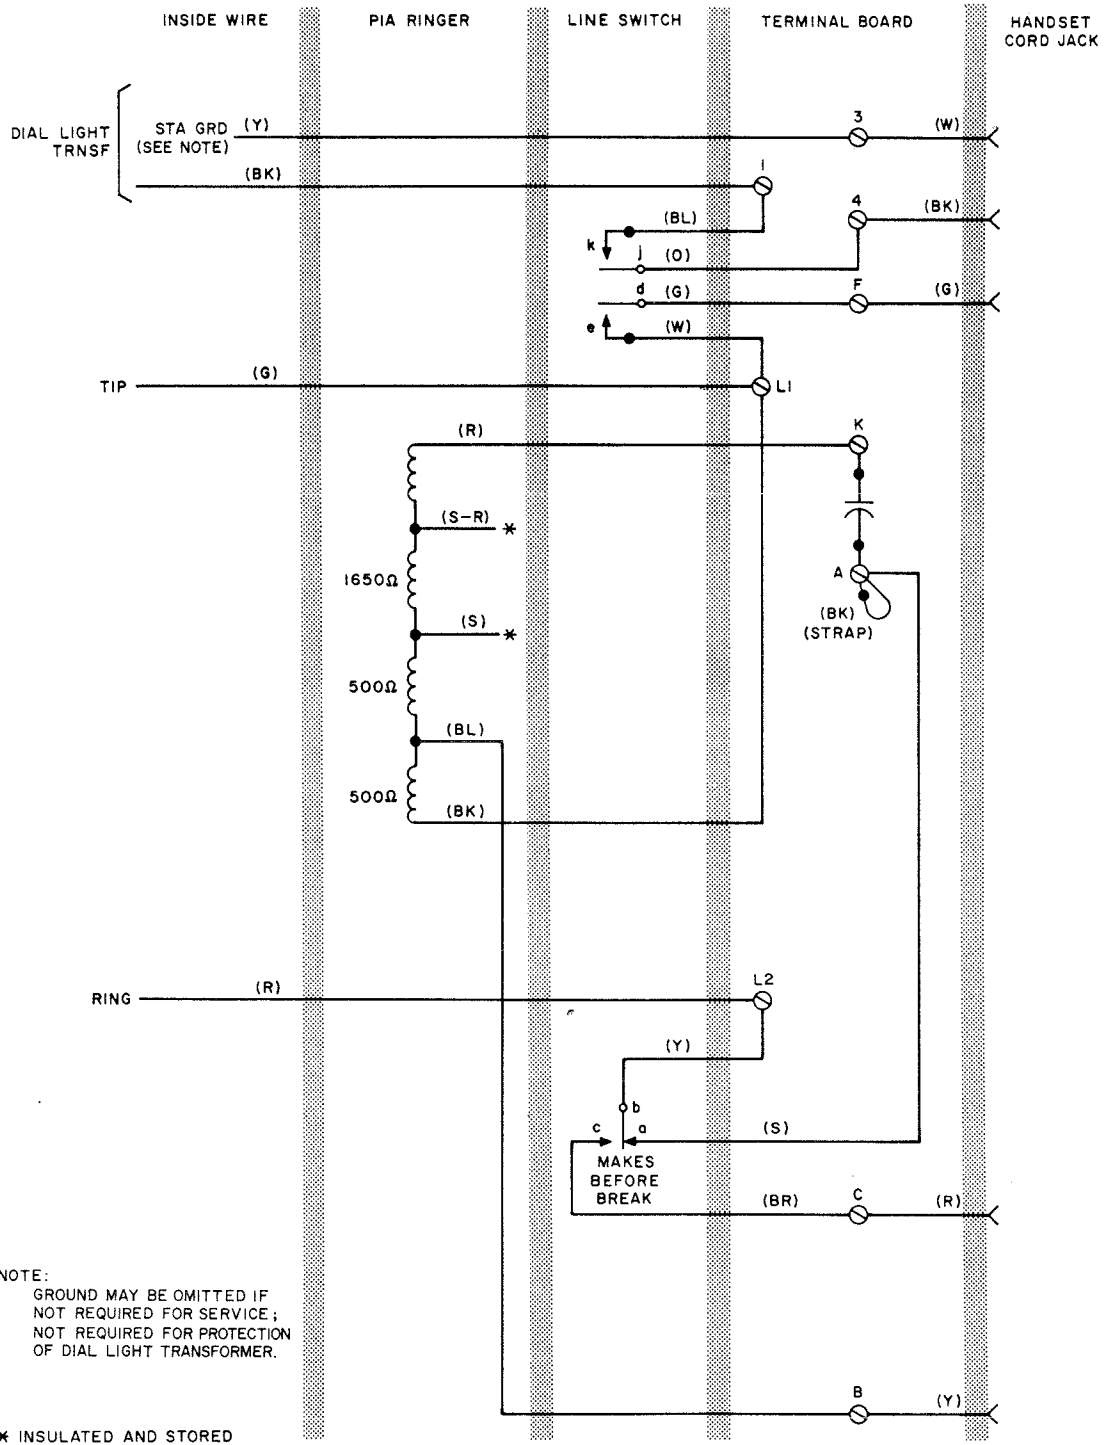 INSIDE WIRE
PIA RINGER
LINE SWITCH
TERMINAL BOARD
HANDSET
CORD JACK
DIAL LIGHT
TRNSF
STA GRD
(SEE NOTE)
(Y)
3
(W)
(BK)
1
4
(BK)
(BL)
k
j
(O)
d
(G)
F
(G)
e
(W)
TIP
(G)
L1
(R)
K
(S-R) *
1650Ω
A
(BK)
(STRAP)
(S) *
500Ω
(BL)
500Ω
(BK)
RING
(R)
L2
(Y)
b
c
a
(S)
MAKES
BEFORE
BREAK
(BR)
C
(R)
NOTE:
GROUND MAY BE OMITTED IF
NOT REQUIRED FOR SERVICE;
NOT REQUIRED FOR PROTECTION
OF DIAL LIGHT TRANSFORMER.
B
(Y)
* INSULATED AND STORED